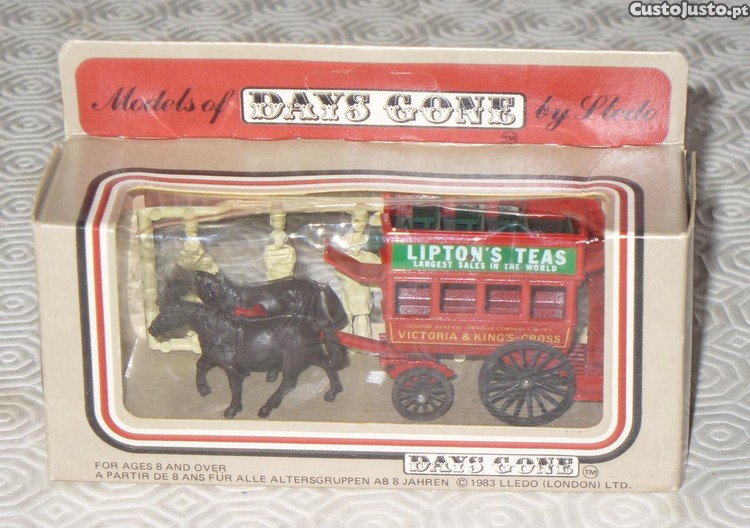 CustoJusto.pt
Models of DAYS GONE by Lledo
TM
LIPTON'S TEAS
LARGEST SALES IN THE WORLD
LONDON GENERAL OMNIBUS COMPANY LIMITED
VICTORIA & KING'S-CROSS
DAYS GONE TM
FOR AGES 8 AND OVER
A PARTIR DE 8 ANS FÜR ALLE ALTERSGRUPPEN AB 8 JAHREN © 1983 LLEDO (LONDON) LTD.